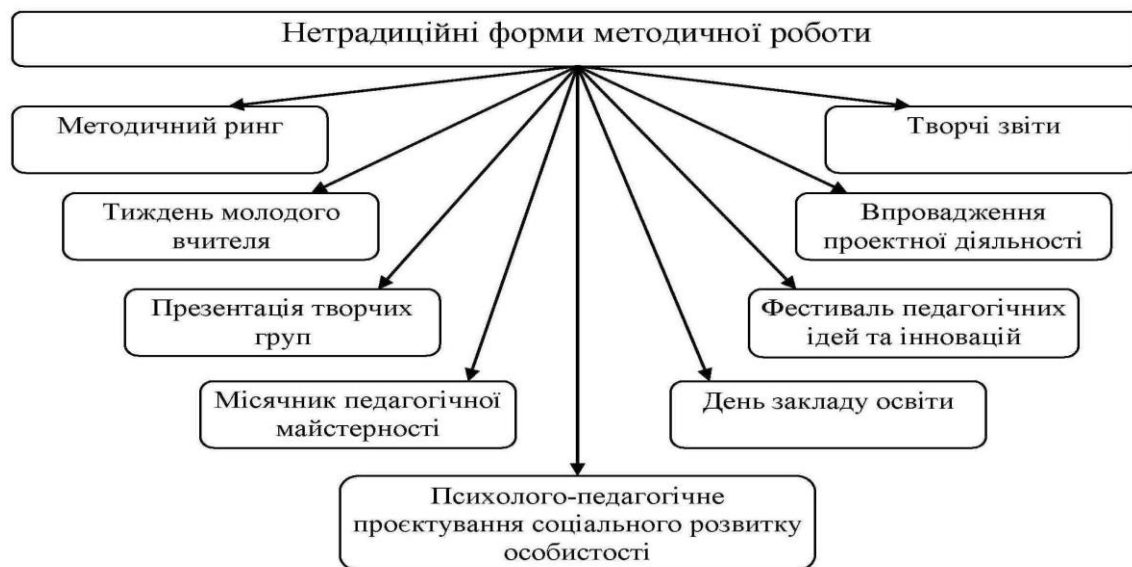 Нетрадиційні форми методичної роботи
Методичний ринг
Творчі звіти
Тиждень молодого
вчителя
Впровадження
проектної діяльності
Презентація творчих
груп
Фестиваль педагогічних
ідей та інновацій
Місячник педагогічної
майстерності
День закладу освіти
Психолого-педагогічне
проєктування соціального розвитку
особистості